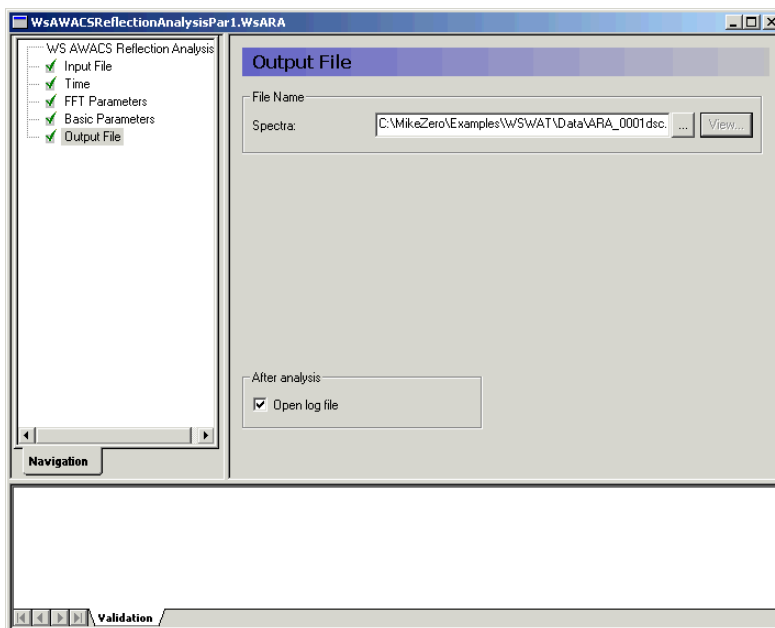 WsAWACSReflectionAnalysisPar1.WsARA
WS AWACS Reflection Analysis
Input File
Time
FFT Parameters
Basic Parameters
Output File
Navigation
Output File
File Name
Spectra:
C:\MikeZero\Examples\WSWAT\Data\ARA_0001dsc.
...
View...
After analysis
Open log file
Validation